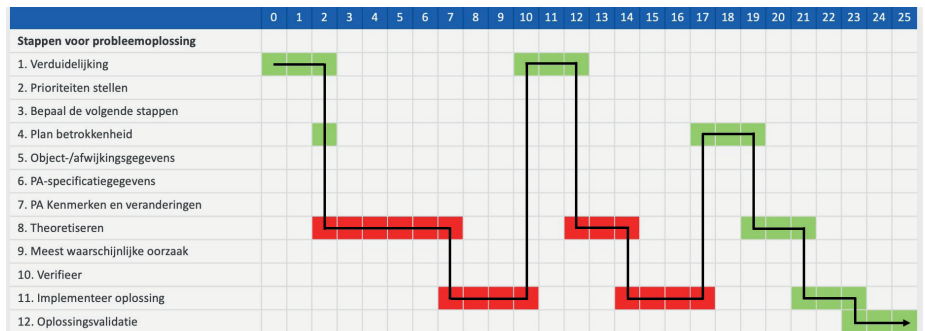 0 1 2 3 4 5 6 7 8 9 10 11 12 13 14 15 16 17 18 19 20 21 22 23 24 25
Stappen voor probleemoplossing
1. Verduidelijking
2. Prioriteiten stellen
3. Bepaal de volgende stappen
4. Plan betrokkenheid
5. Object-/afwijkingsgegevens
6. PA-specificatiegegevens
7. PA Kenmerken en veranderingen
8. Theoretiseren
9. Meest waarschijnlijke oorzaak
10. Verifieer
11. Implementeer oplossing
12. Oplossingsvalidatie